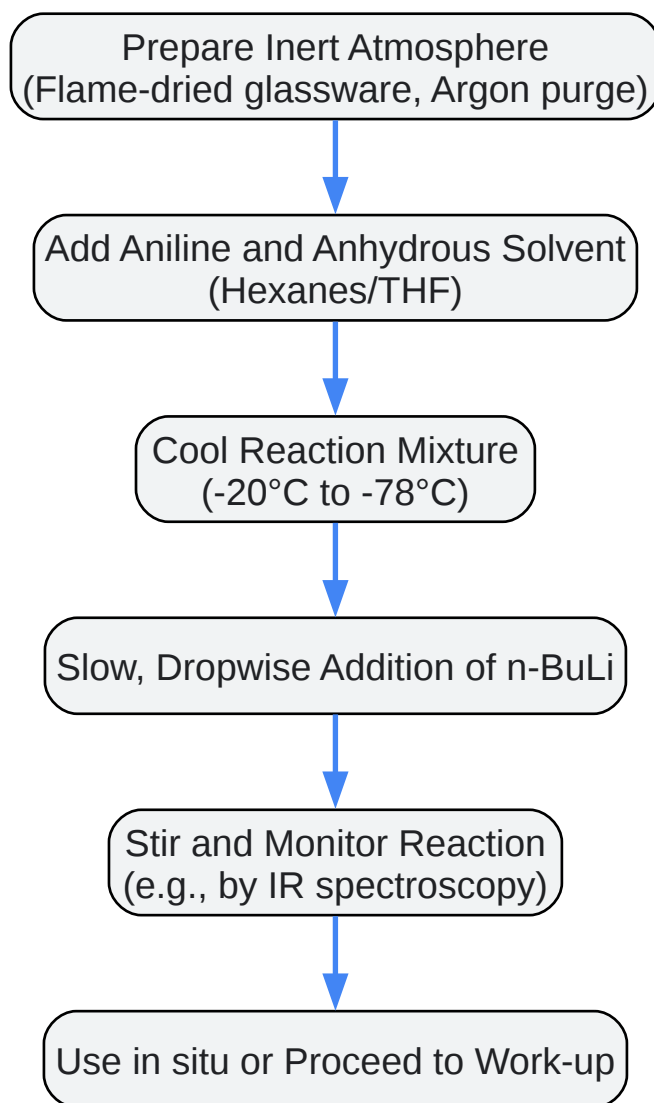 Prepare Inert Atmosphere
(Flame-dried glassware, Argon purge)
Add Aniline and Anhydrous Solvent
(Hexanes/THF)
Cool Reaction Mixture
(-20°C to -78°C)
Slow, Dropwise Addition of n-BuLi
Stir and Monitor Reaction
(e.g., by IR spectroscopy)
Use in situ or Proceed to Work-up